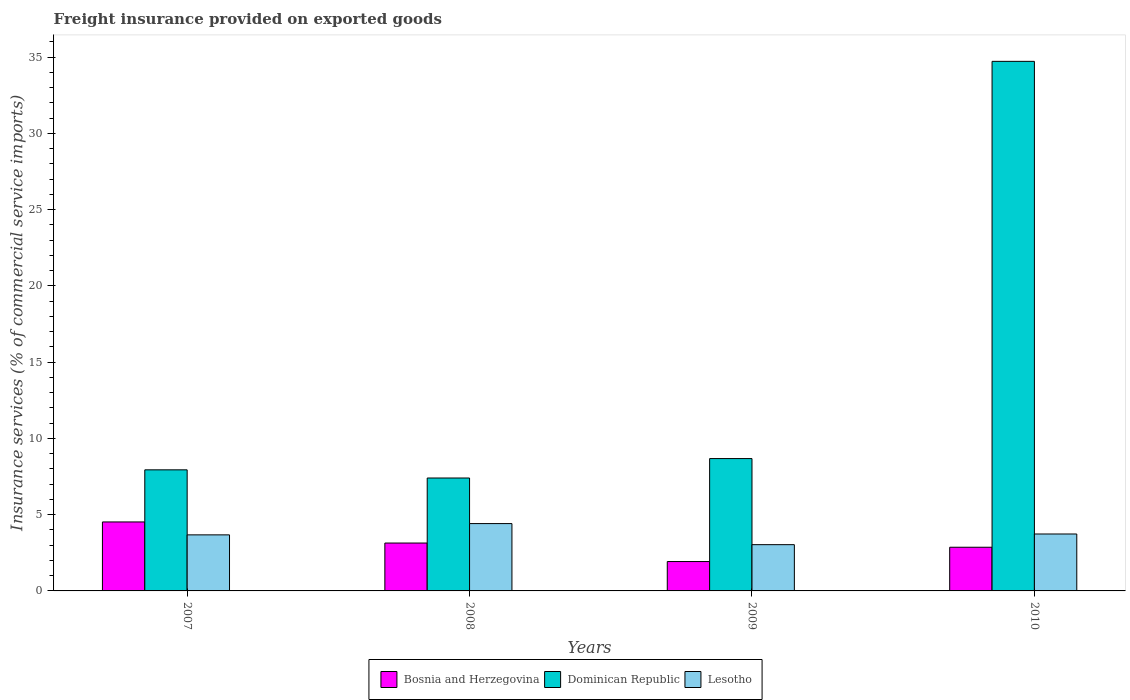 Freight insurance provided on exported goods
Insurance services (% of commercial service imports)
35
30
25
20
15
10
5
0
2007
2008
2009
2010
Years
Bosnia and Herzegovina
Dominican Republic
Lesotho